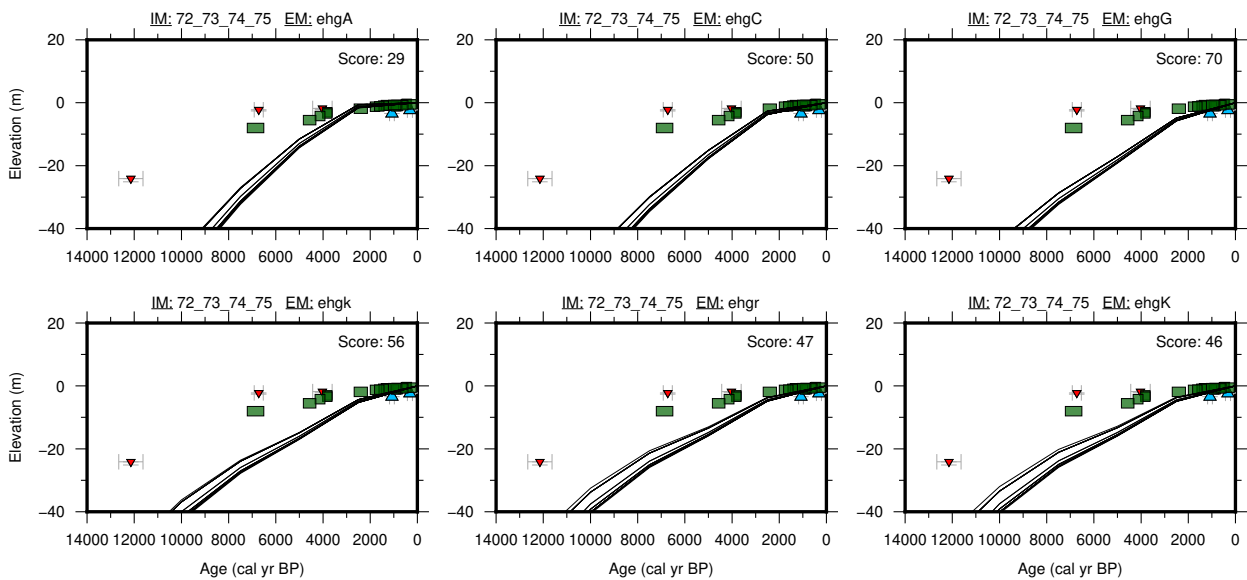 IM: 72_73_74_75 EM: ehgA
IM: 72_73_74_75 EM: ehgC
IM: 72_73_74_75 EM: ehgG
20
0
−20
−40
Elevation (m)
Score: 29
Score: 50
Score: 70
14000 12000 10000 8000 6000 4000 2000 0
14000 12000 10000 8000 6000 4000 2000 0
14000 12000 10000 8000 6000 4000 2000 0
IM: 72_73_74_75 EM: ehgk
IM: 72_73_74_75 EM: ehgr
IM: 72_73_74_75 EM: ehgK
20
0
−20
−40
Elevation (m)
Score: 56
Score: 47
Score: 46
14000 12000 10000 8000 6000 4000 2000 0
14000 12000 10000 8000 6000 4000 2000 0
14000 12000 10000 8000 6000 4000 2000 0
Age (cal yr BP)
Age (cal yr BP)
Age (cal yr BP)